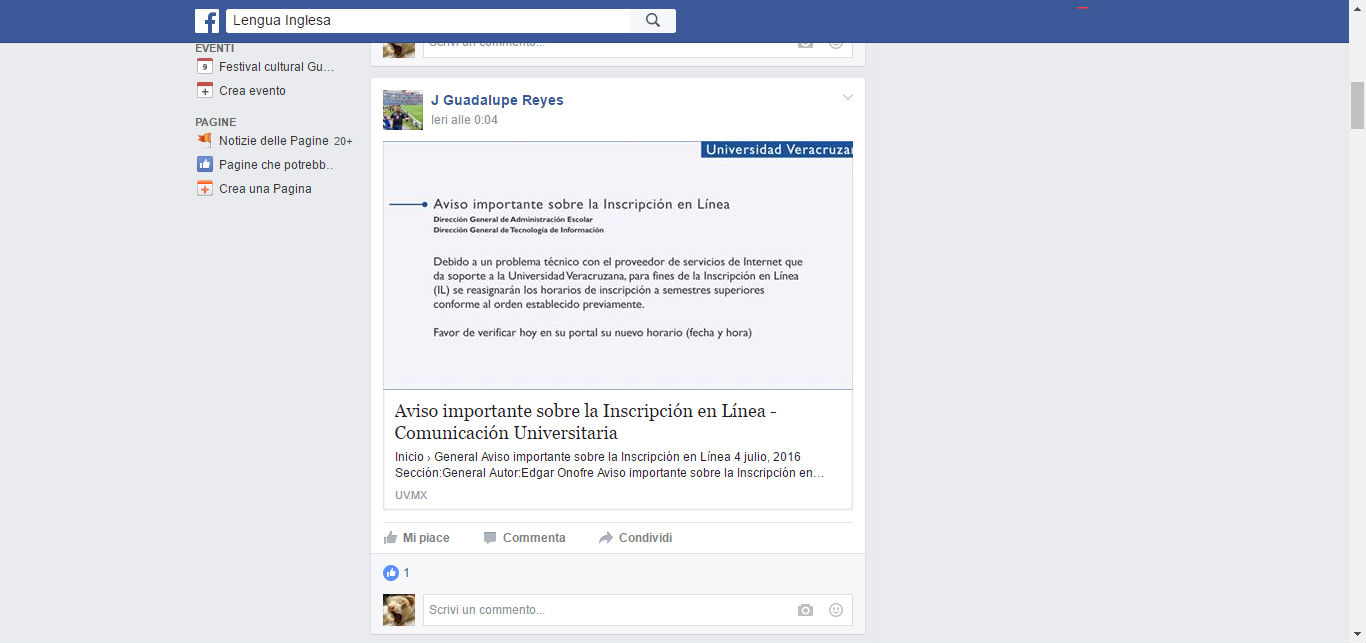 Lengua Inglesa
EVENTI
9
Festival cultural Gu...
Crea evento
PAGINE
Notizie delle Pagine 20+
Pagine che potrebb..
Crea una Pagina
Scrivi un commento...
J Guadalupe Reyes
Ieri alle 0:04
Universidad Veracruzan
Aviso importante sobre la Inscripción en Línea
Dirección General de Administración Escolar
Dirección General de Tecnología de Información
Debido a un problema técnico con el proveedor de servicios de Internet que
da soporte a la Universidad Veracruzana, para fines de la Inscripción en Línea
(IL) se reasignarán los horarios de inscripción a semestres superiores
conforme al orden establecido previamente.
Favor de verificar hoy en su portal su nuevo horario (fecha y hora)
Aviso importante sobre la Inscripción en Línea -
Comunicación Universitaria
Inicio › General Aviso importante sobre la Inscripción en Línea 4 julio, 2016
Sección:General Autor:Edgar Onofre Aviso importante sobre la Inscripción en...
UV.MX
Mi piace Commenta Condividi
1
Scrivi un commento...